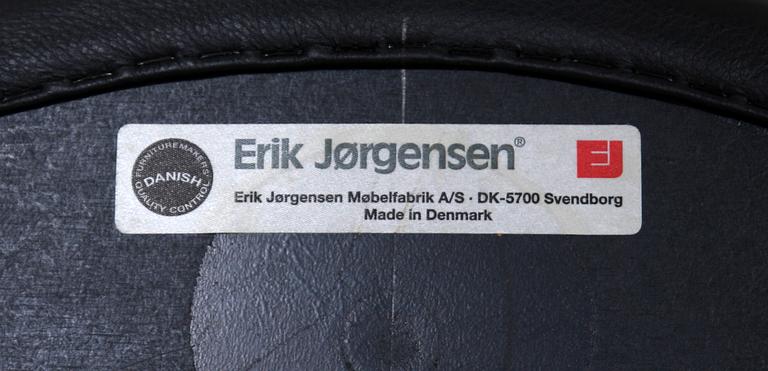 FURNITUREMAKERS'
DANISH
QUALITY CONTROL
Erik Jørgensen®
EJ
Erik Jørgensen Møbelfabrik A/S · DK-5700 Svendborg
Made in Denmark